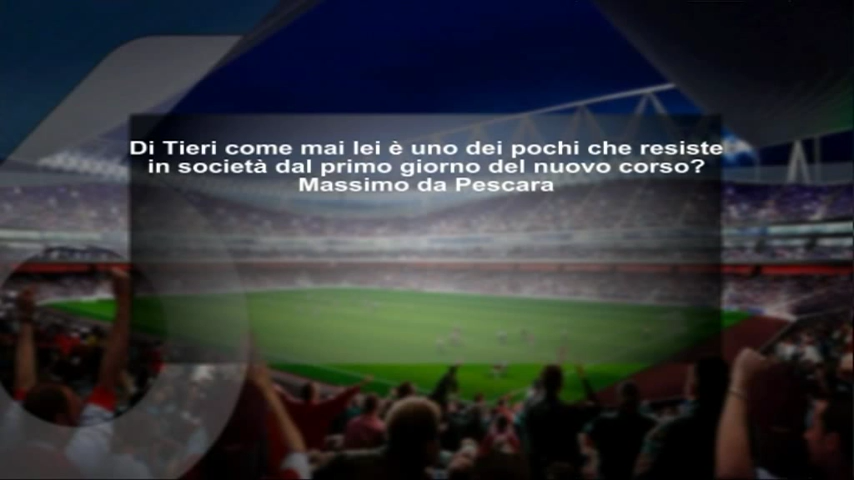 Di Tieri come mai lei è uno dei pochi che resiste
in società dal primo giorno del nuovo corso?
Massimo da Pescara